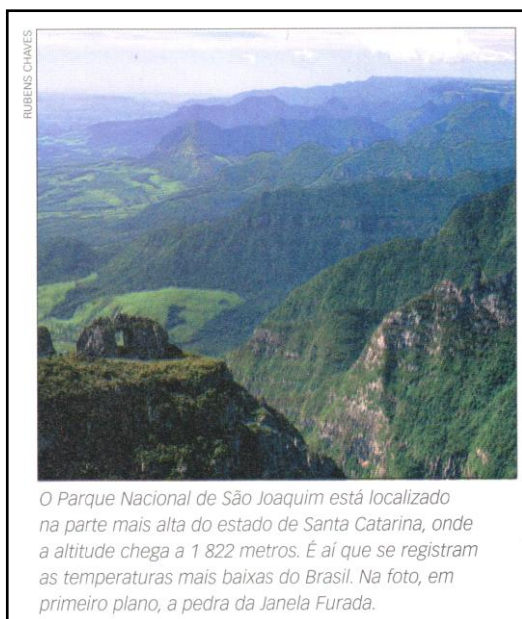 RUBENS CHAVES
O Parque Nacional de São Joaquim está localizado
na parte mais alta do estado de Santa Catarina, onde
a altitude chega a 1 822 metros. É aí que se registram
as temperaturas mais baixas do Brasil. Na foto, em
primeiro plano, a pedra da Janela Furada.